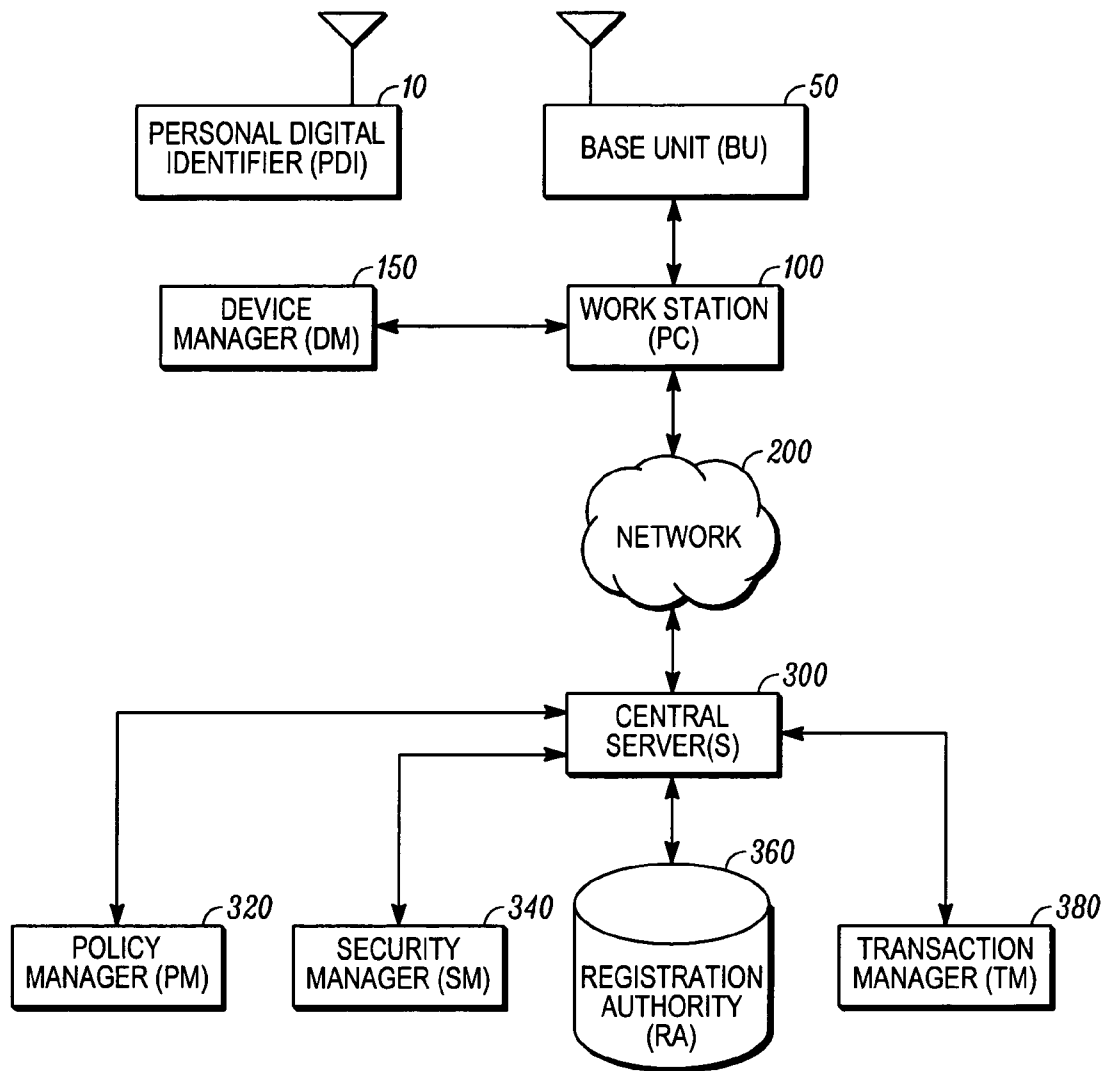 10
PERSONAL DIGITAL
IDENTIFIER (PDI)
50
BASE UNIT (BU)
150
DEVICE
MANAGER (DM)
100
WORK STATION
(PC)
200
NETWORK
300
CENTRAL
SERVER(S)
320
POLICY
MANAGER (PM)
340
SECURITY
MANAGER (SM)
360
REGISTRATION
AUTHORITY
(RA)
380
TRANSACTION
MANAGER (TM)